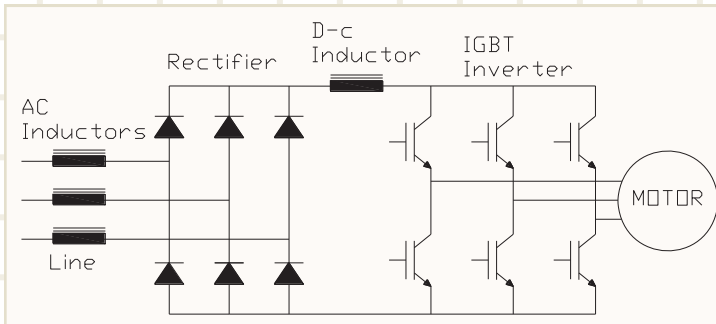 D-c
Inductor
IGBT
Inverter
Rectifier
AC
Inductors
MOTOR
Line